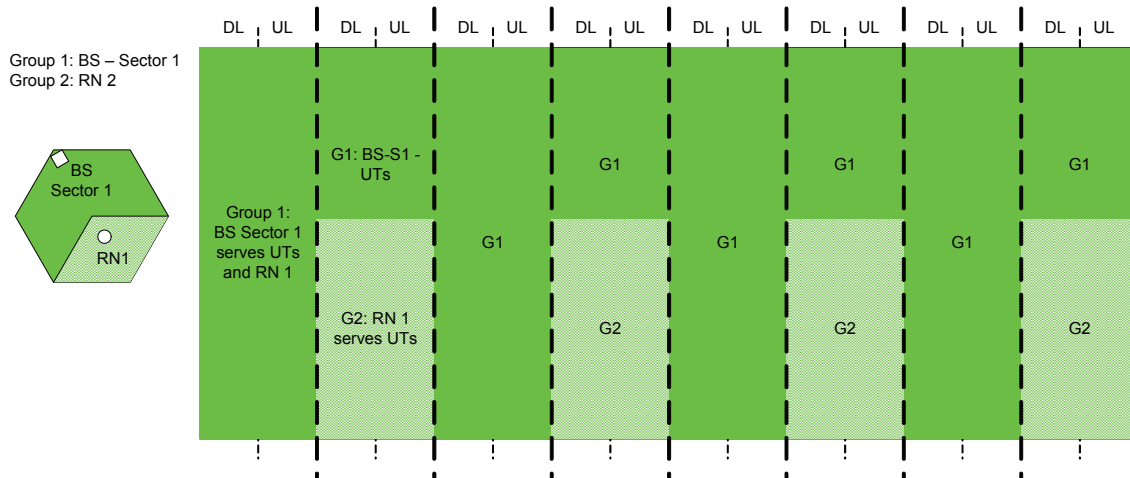 DL UL DL UL DL UL DL UL DL UL DL UL DL UL DL UL
Group 1: BS – Sector 1
Group 2: RN 2
BS
Sector 1
RN1
Group 1:
BS Sector 1
serves UTs
and RN 1
G1: BS-S1 -
UTs
G2: RN 1
serves UTs
G1
G1
G2
G1
G1
G2
G1
G1
G2